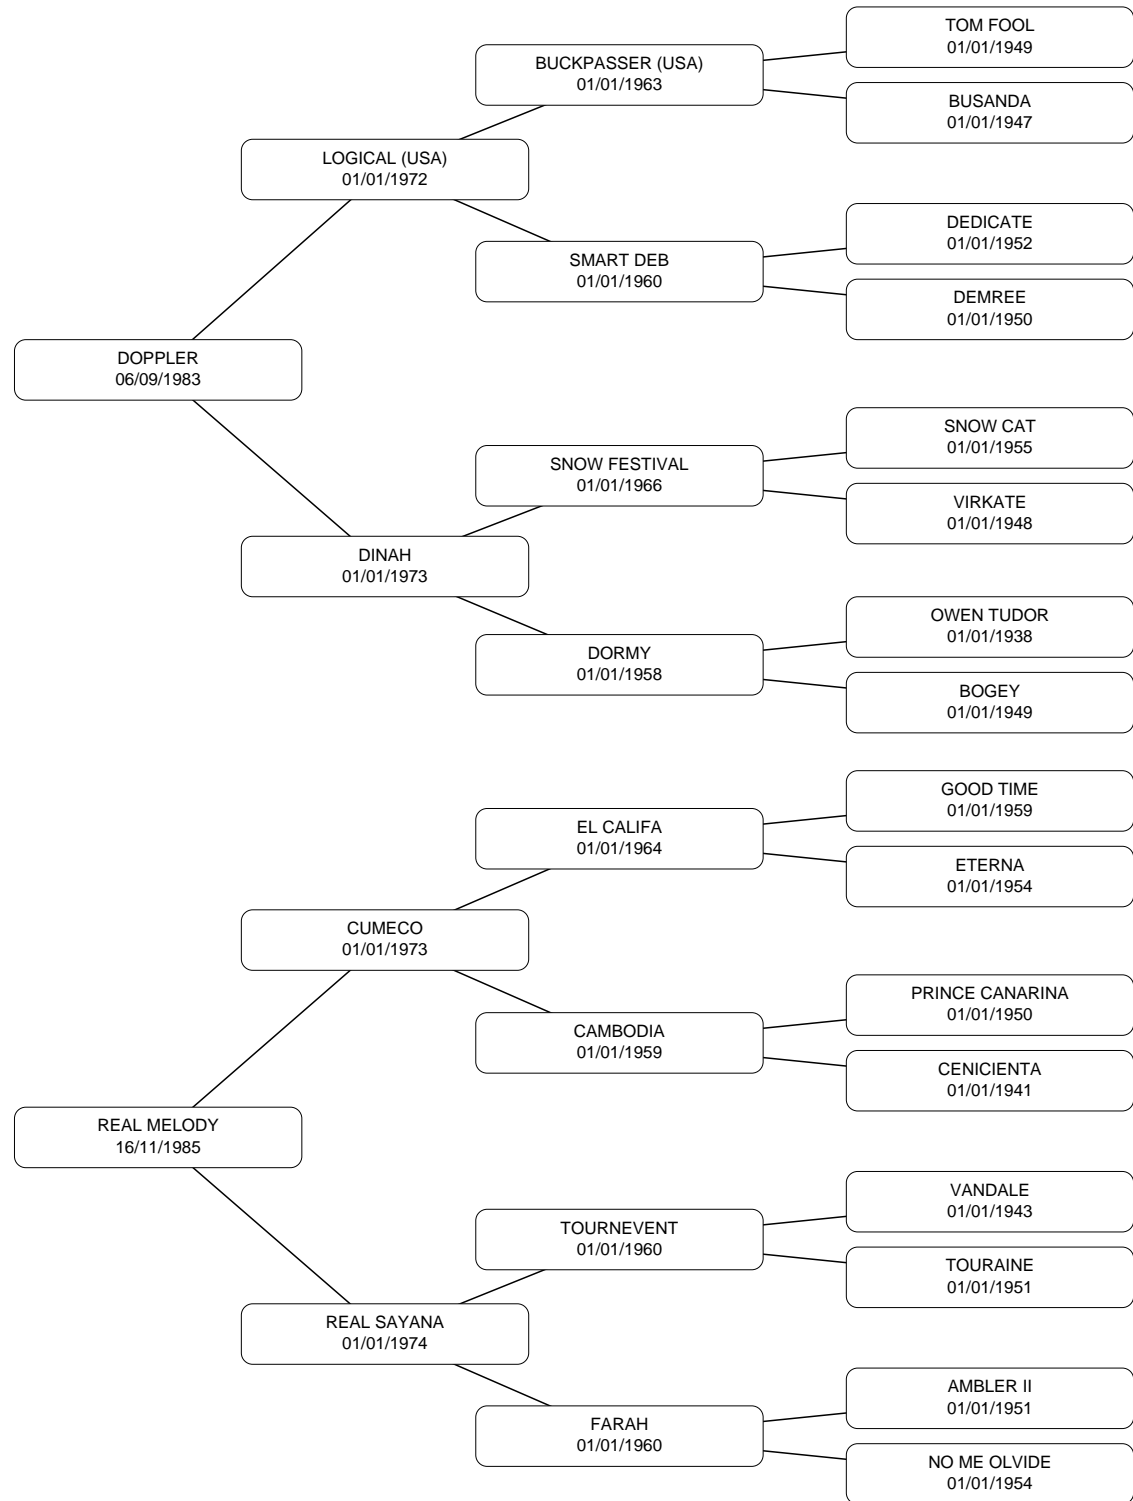 TOM FOOL
01/01/1949
BUCKPASSER (USA)
01/01/1963
BUSANDA
01/01/1947
LOGICAL (USA)
01/01/1972
DEDICATE
01/01/1952
SMART DEB
01/01/1960
DEMREE
01/01/1950
DOPPLER
06/09/1983
SNOW CAT
01/01/1955
SNOW FESTIVAL
01/01/1966
VIRKATE
01/01/1948
DINAH
01/01/1973
OWEN TUDOR
01/01/1938
DORMY
01/01/1958
BOGEY
01/01/1949
GOOD TIME
01/01/1959
EL CALIFA
01/01/1964
ETERNA
01/01/1954
CUMECO
01/01/1973
PRINCE CANARINA
01/01/1950
CAMBODIA
01/01/1959
CENICIENTA
01/01/1941
REAL MELODY
16/11/1985
VANDALE
01/01/1943
TOURNEVENT
01/01/1960
TOURAINE
01/01/1951
REAL SAYANA
01/01/1974
AMBLER II
01/01/1951
FARAH
01/01/1960
NO ME OLVIDE
01/01/1954